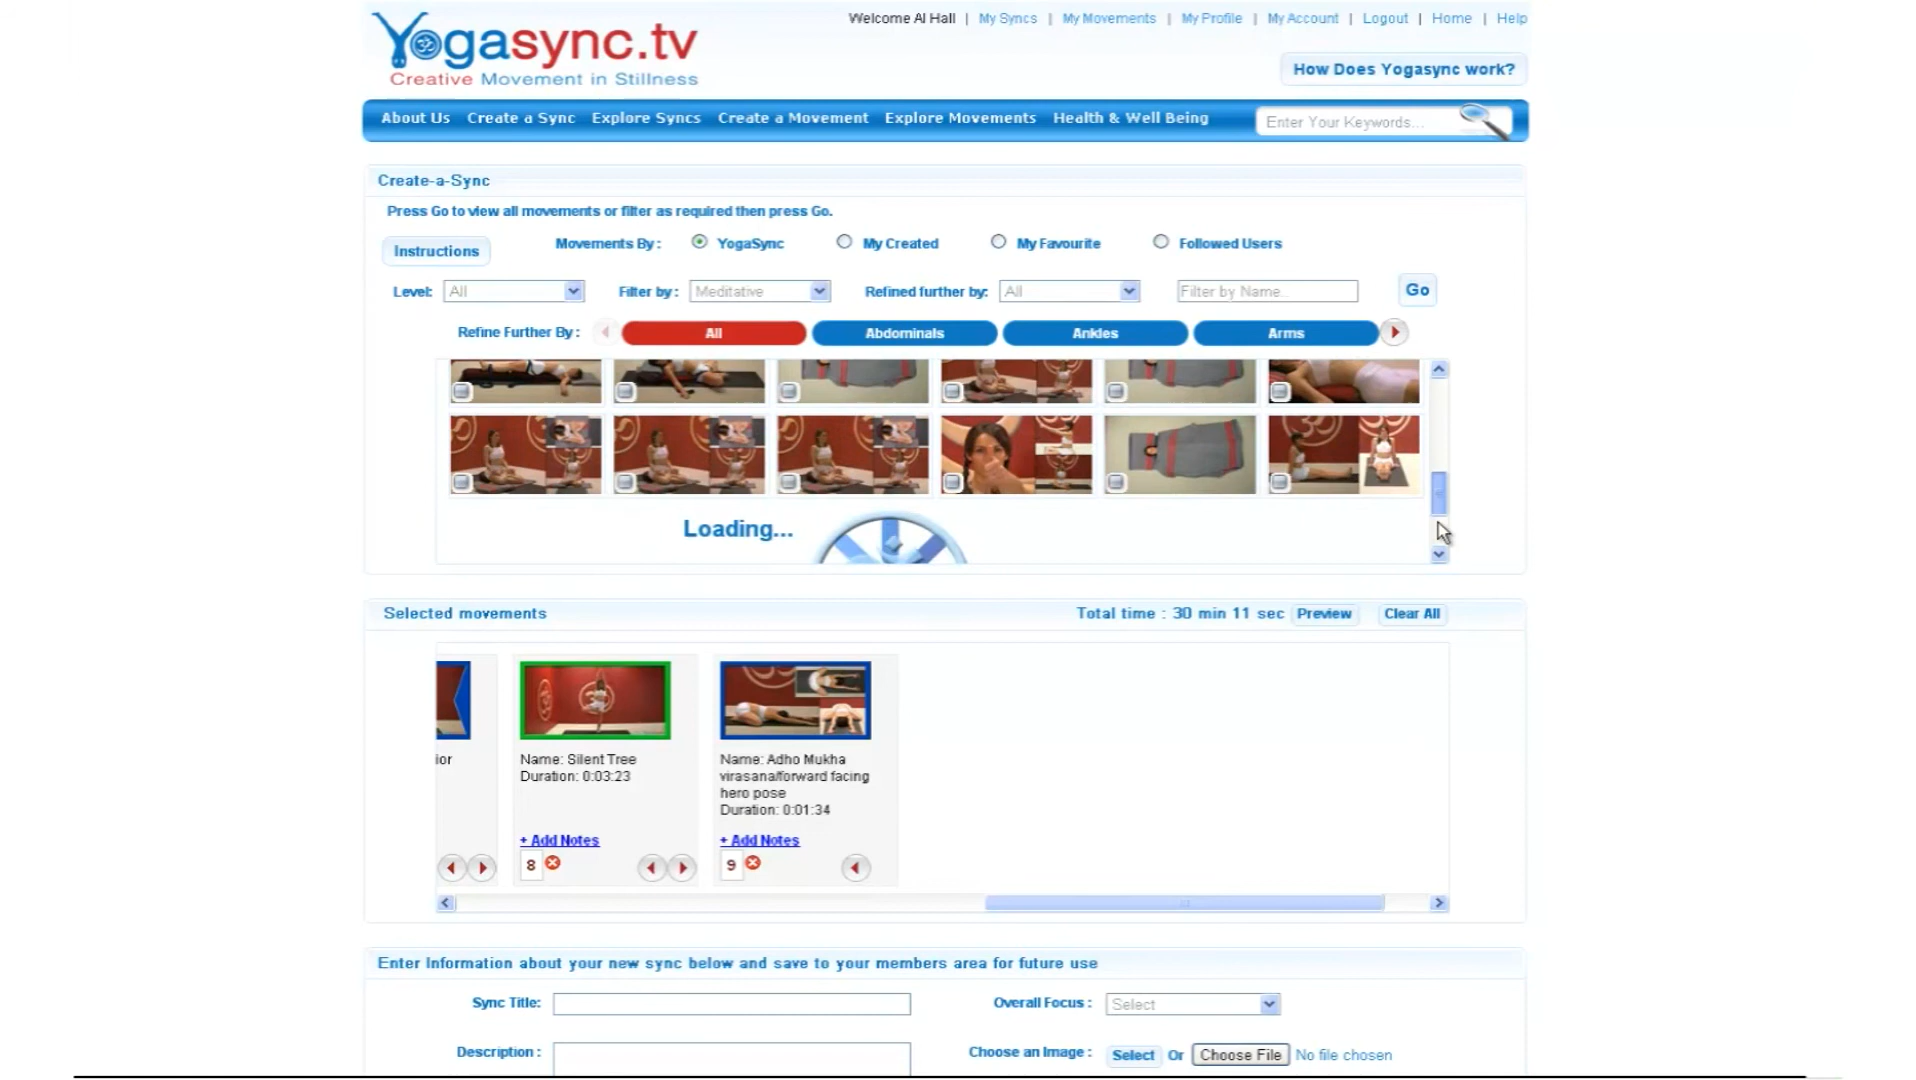 Yogasync.tv
Creative Movement in Stillness
Welcome Al Hall | My Syncs | My Movements | My Profile | My Account | Logout | Home | Help
How Does Yogasync work?
About Us Create a Sync Explore Syncs Create a Movement Explore Movements Health & Well Being Enter Your Keywords...
Create-a-Sync
Press Go to view all movements or filter as required then press Go.
Instructions Movements By : YogaSync My Created My Favourite Followed Users
Level: All Filter by : Meditative Refined further by: All Filter by Name.. Go
Refine Further By : All Abdominals Ankles Arms
Loading...
Selected movements Total time : 30 min 11 sec Preview Clear All
ior
Name: Silent Tree
Duration: 0:03:23
+ Add Notes
8
Name: Adho Mukha
virasana/forward facing
hero pose
Duration: 0:01:34
+ Add Notes
9
Enter Information about your new sync below and save to your members area for future use
Sync Title: Overall Focus : Select
Description : Choose an Image : Select Or Choose File No file chosen